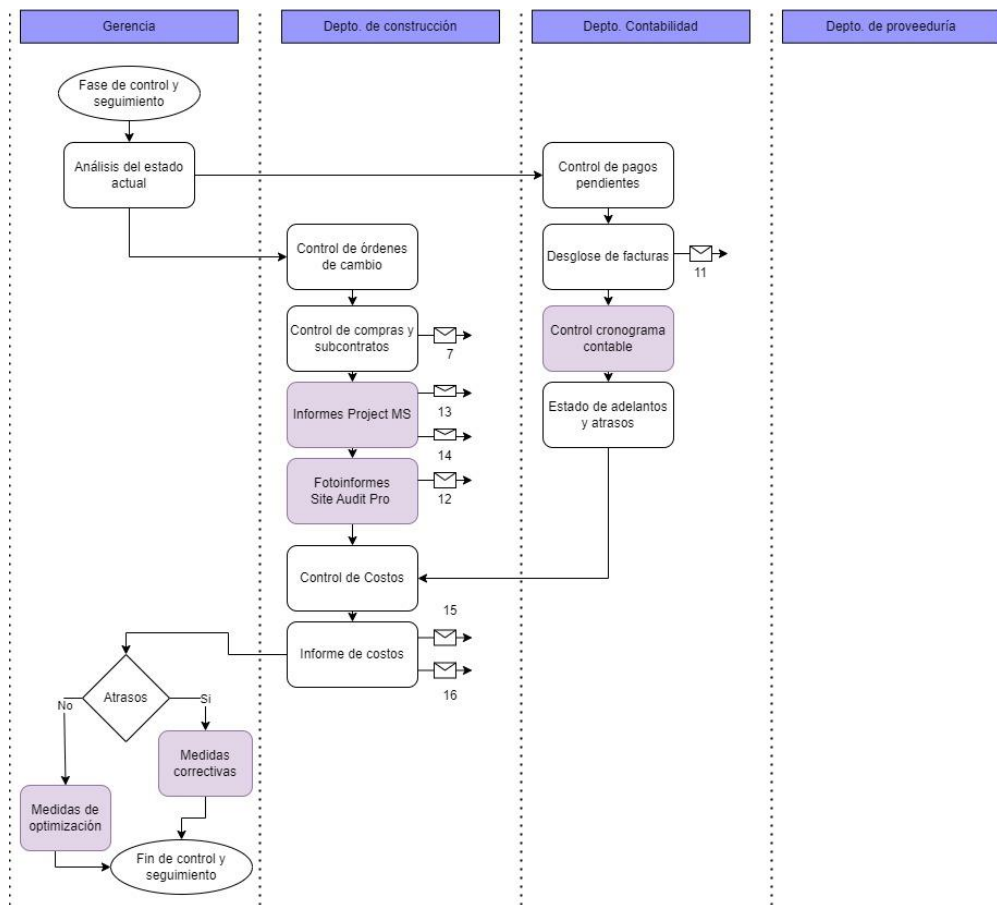 Gerencia
Depto. de construcción
Depto. Contabilidad
Depto. de proveeduría
Fase de control y
seguimiento
Análisis del estado
actual
Control de pagos
pendientes
Control de órdenes
de cambio
Desglose de facturas
11
Control de compras y
subcontratos
7
Control cronograma
contable
Informes Project MS
13
14
Estado de adelantos
y atrasos
Fotoinformes
Site Audit Pro
12
Control de Costos
15
Informe de costos
16
Atrasos
No
Si
Medidas
correctivas
Medidas de
optimización
Fin de control y
seguimiento